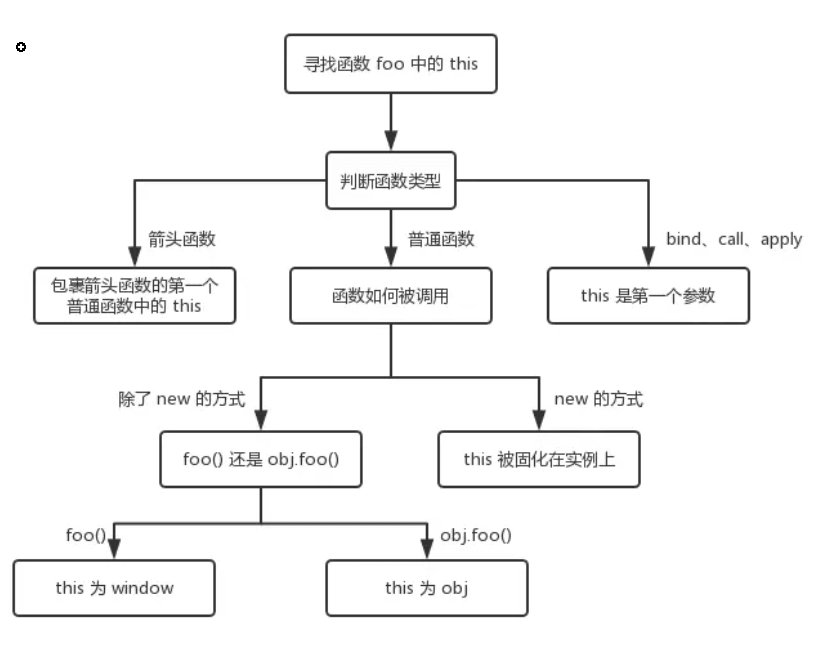 寻找函数 foo 中的 this
判断函数类型
箭头函数
普通函数
bind、call、apply
包裹箭头函数的第一个
普通函数中的 this
函数如何被调用
this 是第一个参数
除了 new 的方式
new 的方式
foo() 还是 obj.foo()
this 被固化在实例上
foo()
obj.foo()
this 为 window
this 为 obj